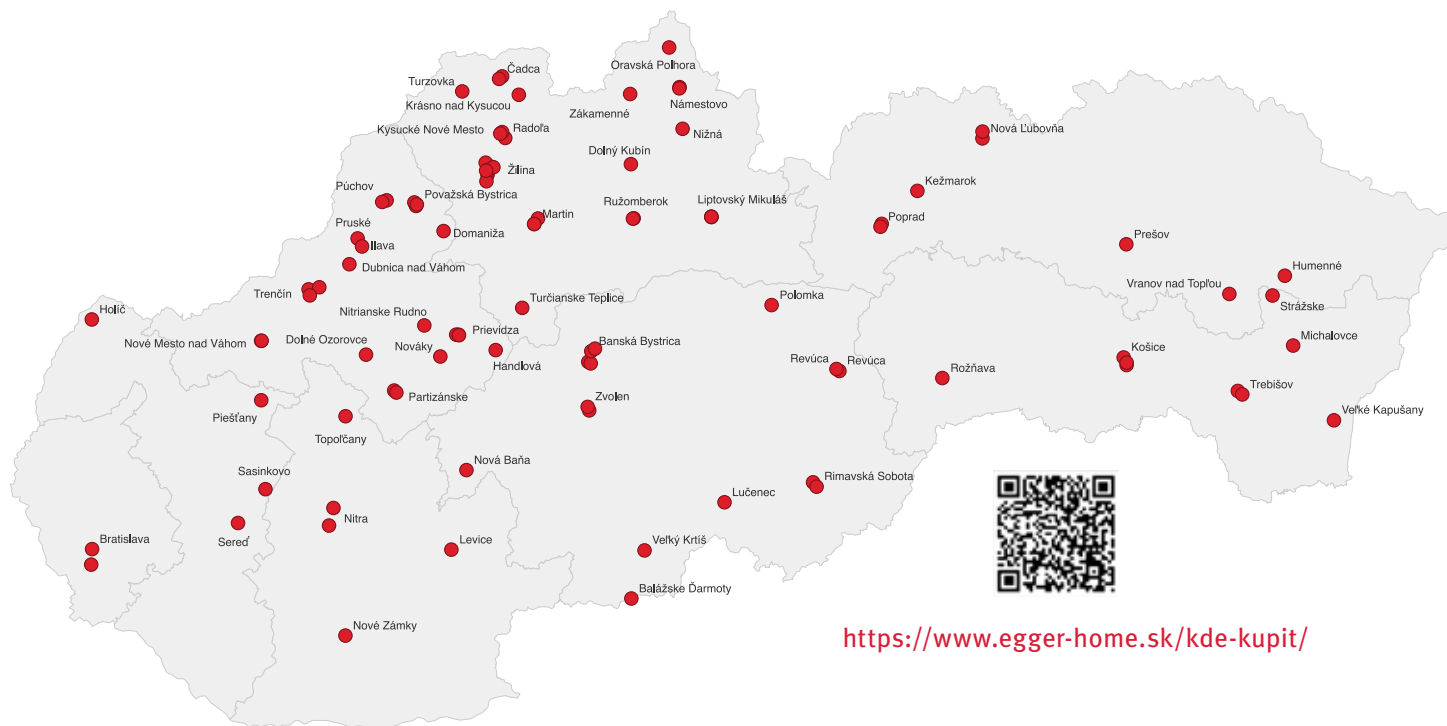 Oravská Polhora
Čadca
Turzovka
Krásno nad Kysucou
Zákamenné
Námestovo
Kysucké Nové Mesto
Radoľa
Nižná
Nová Ľubovňa
Dolný Kubín
Žilina
Kežmarok
Púchov
Považská Bystrica
Martin
Ružomberok
Liptovský Mikuláš
Poprad
Pruské
Domaniža
Ilava
Prešov
Dubnica nad Váhom
Humenné
Trenčín
Vranov nad Topľou
Strážske
Turčianske Teplice
Polomka
Holíč
Nitrianske Rudno
Prievidza
Nové Mesto nad Váhom
Dolné Ozorovce
Nováky
Handlová
Banská Bystrica
Michalovce
Košice
Revúca
Revúca
Rožňava
Partizánske
Zvolen
Trebišov
Piešťany
Topoľčany
Veľké Kapušany
Sasinkovo
Nová Baňa
Rimavská Sobota
Lučenec
Nitra
Sereď
Bratislava
Levice
Veľký Krtíš
Balážske Ďarmoty
Nové Zámky
https://www.egger-home.sk/kde-kupit/